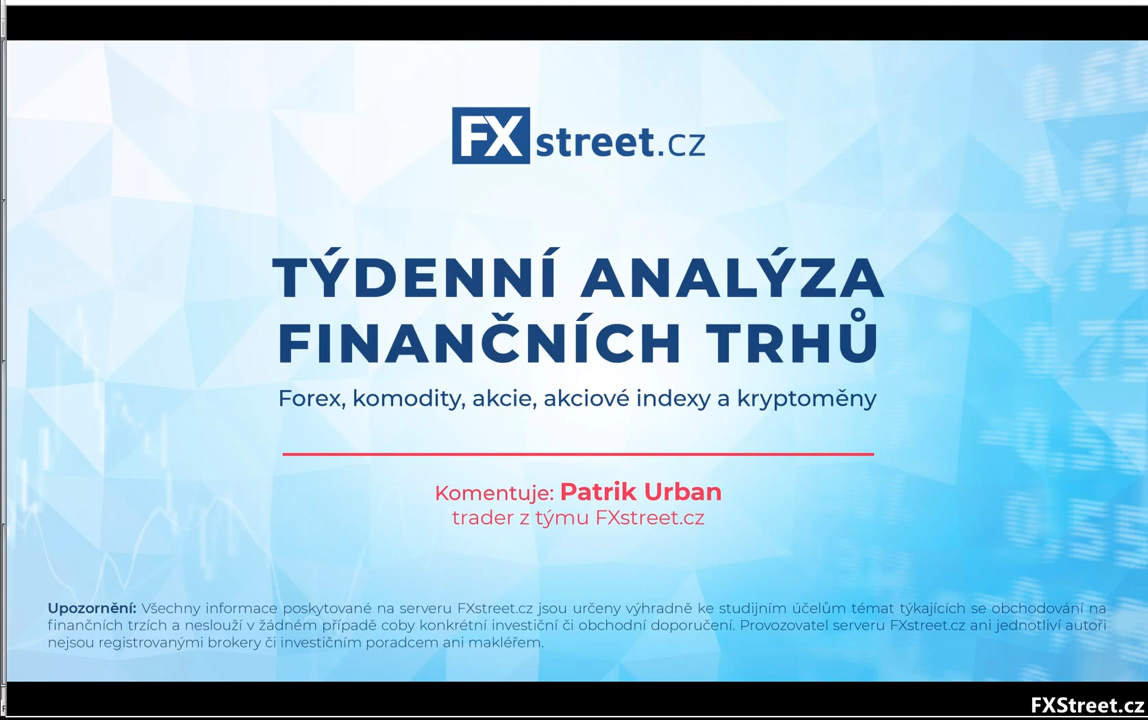 FXstreet.cz
TÝDENNÍ ANALÝZA
FINANČNÍCH TRHŮ
Forex, komodity, akcie, akciové indexy a kryptoměny
Komentuje: Patrik Urban
trader z týmu FXstreet.cz
Upozornění: Všechny informace poskytované na serveru FXstreet.cz jsou určeny výhradně ke studijním účelům témat týkajících se obchodování na
finančních trzích a neslouží v žádném případě coby konkrétní investiční či obchodní doporučení. Provozovatel serveru FXstreet.cz ani jednotliví autoři
nejsou registrovanými brokery či investičním poradcem ani makléřem.
FXStreet.cz